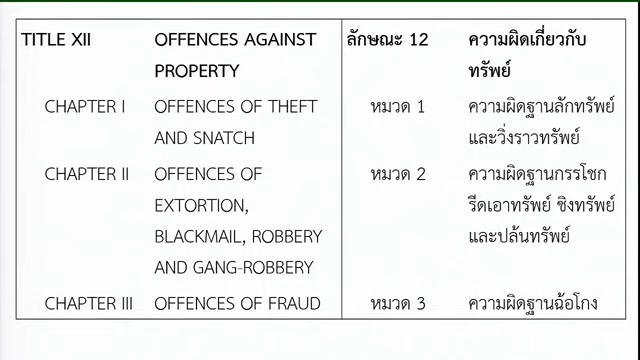 TITLE XII OFFENCES AGAINST ลักษณะ 12 ความผิดเกี่ยวกับ
PROPERTY ทรัพย์
CHAPTER I OFFENCES OF THEFT หมวด 1 ความผิดฐานลักทรัพย์
AND SNATCH และวิ่งราวทรัพย์
CHAPTER II OFFENCES OF หมวด 2 ความผิดฐานกรรโชก
EXTORTION, รีดเอาทรัพย์ ชิงทรัพย์
BLACKMAIL, ROBBERY และปล้นทรัพย์
AND GANG-ROBBERY
CHAPTER III OFFENCES OF FRAUD หมวด 3 ความผิดฐานฉ้อโกง